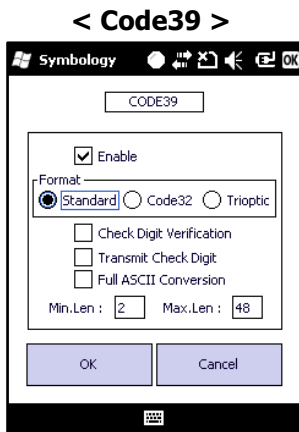 < Code39 >
Symbology OK
CODE39
Enable
Format
Standard Code32 Trioptic
Check Digit Verification
Transmit Check Digit
Full ASCII Conversion
Min.Len : 2 Max.Len : 48
OK Cancel